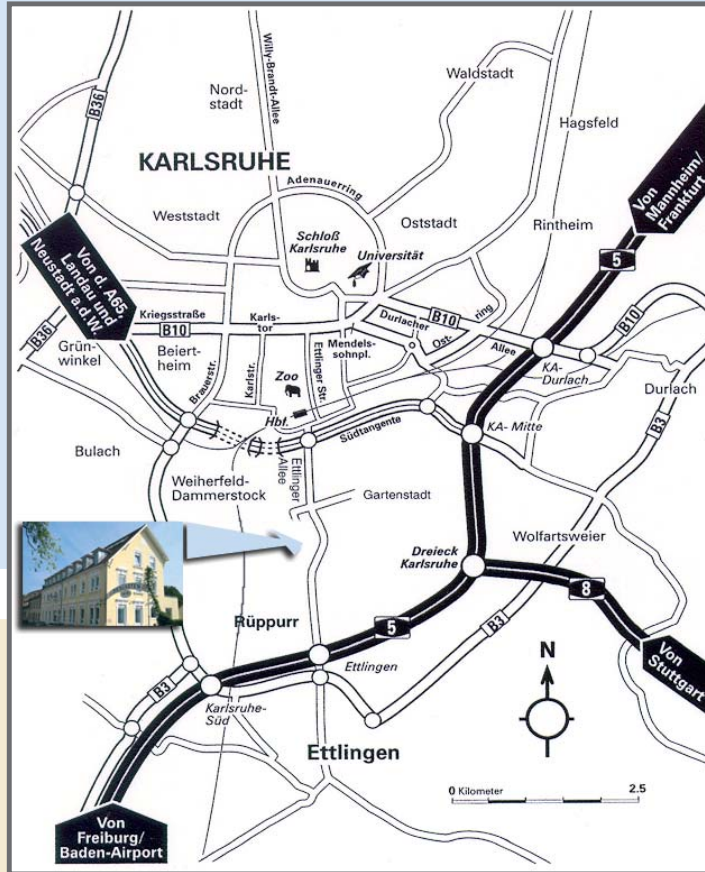 Willy-Brandt-Allee
B36
Nord-
stadt
Waldstadt
Hagsfeld
KARLSRUHE
Adenauerring
Weststadt
Oststadt
Rintheim
Von
Mannheim/
Frankfurt
5
Schloß
Karlsruhe
Universität
Von d. A65,
Landau und
Neustadt a.d.W.
B36
Kriegsstraße
B10
Karls-
tor
Durlacher
B10
Allee
Ost-
ring
B10
Mendels-
sohnpl.
Grün-
winkel
Beiert-
heim
Brauerstr.
Karlstr.
Zoo
Ettlinger Str.
Hbf.
KA-
Durlach
Durlach
B3
KA- Mitte
Südtangente
Bulach
Ettlinger
Allee
Weiherfeld-
Dammerstock
Gartenstadt
Wolfartsweier
Dreieck
Karlsruhe
8
Rüppurr
5
B3
Von
Stuttgart
Ettlingen
B3
Karlsruhe-
Süd
N
Ettlingen
0 Kilometer
2.5
Von
Freiburg/
Baden-Airport